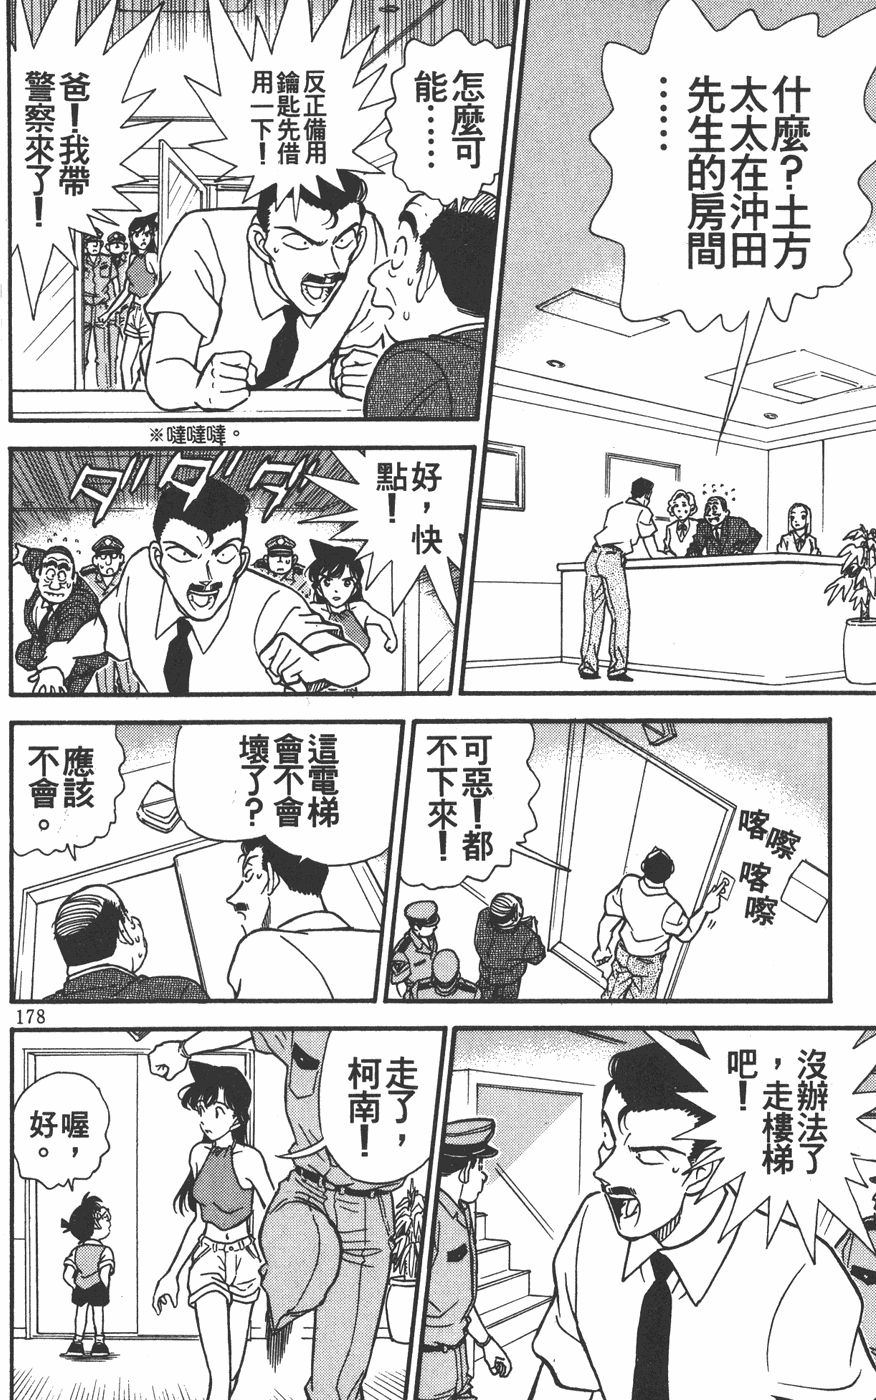 什麼？土方
太太在沖田
先生的房間
……
怎麼可
能……
反正備用
鑰匙先借
用一下！
爸！我帶
警察來了！
※噠噠噠。
ダダダ
好，快
點！
可惡！都
不下來！
喀嚓
喀嚓
這電梯
會不會
壞了？
應該
不會。
178
沒辦法了
，走樓梯
吧！
走了，
柯南！
喔，
好。